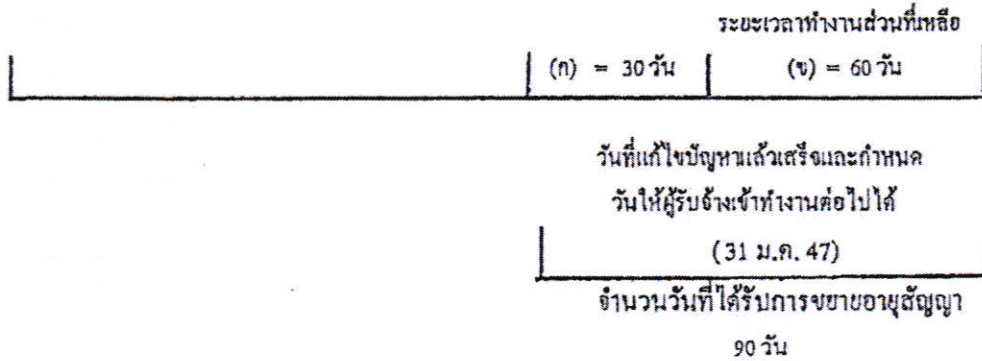 ระยะเวลาทำงานส่วนที่เหลือ
(ก) = 30 วัน (ข) = 60 วัน
วันที่แก้ไขปัญหาแล้วเสร็จและกำหนด
วันให้ผู้รับจ้างเข้าทำงานต่อไปได้
(31 ม.ค. 47)
จำนวนวันที่ได้รับการขยายอายุสัญญา
90 วัน